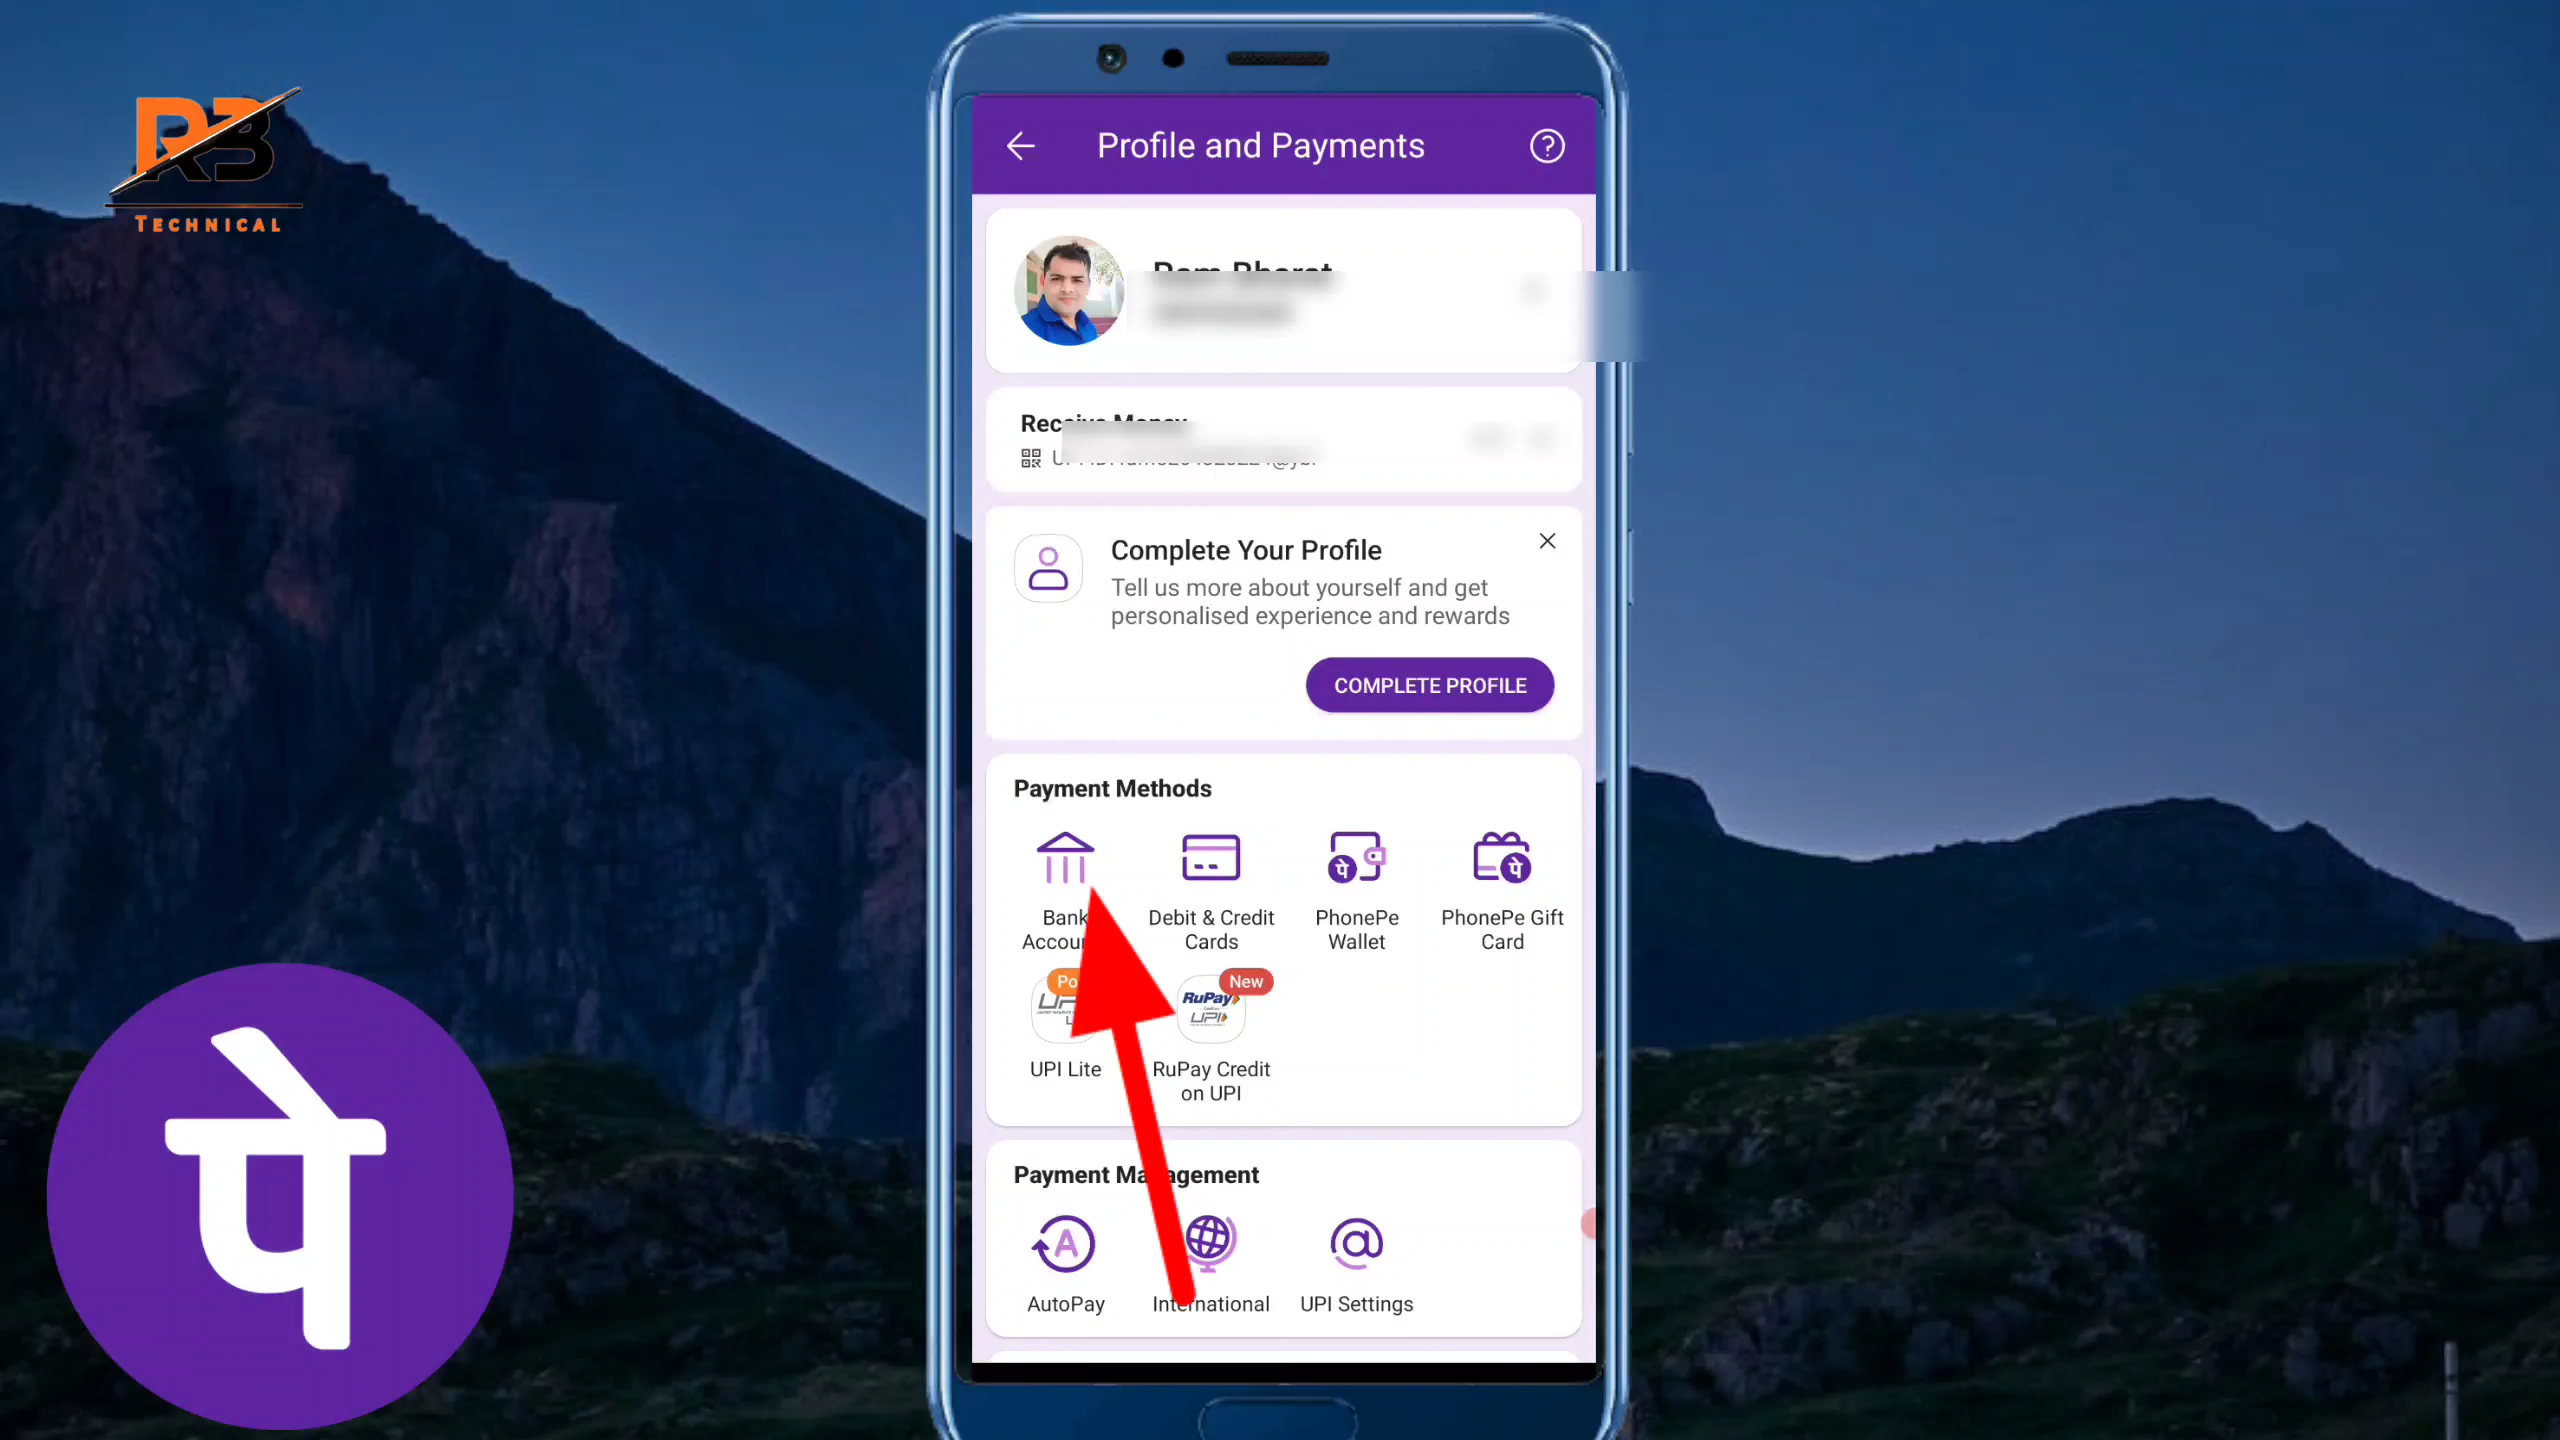 RB
TECHNICAL
Profile and Payments
Receive Money
Complete Your Profile
Tell us more about yourself and get
personalised experience and rewards
COMPLETE PROFILE
Payment Methods
Bank
Debit & Credit
Cards
PhonePe
Wallet
PhonePe Gift
Card
New
RuPay
UPI
UPI Lite
RuPay Credit
on UPI
Payment Management
A
AutoPay
International
UPI Settings
पे